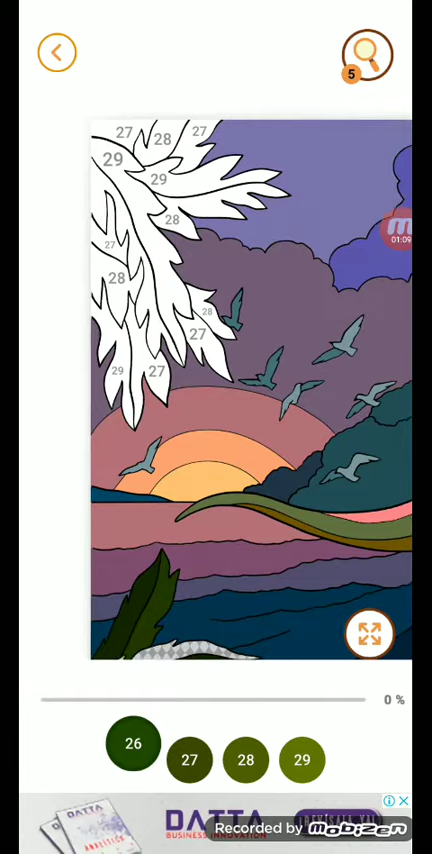 5
27 28 27
29 29
28
27
28
28
27
29 27
01:09
0 %
26 27 28 29
DATTA
BUSINESS INNOVATION
ANALITICS
Recorded by mobizen